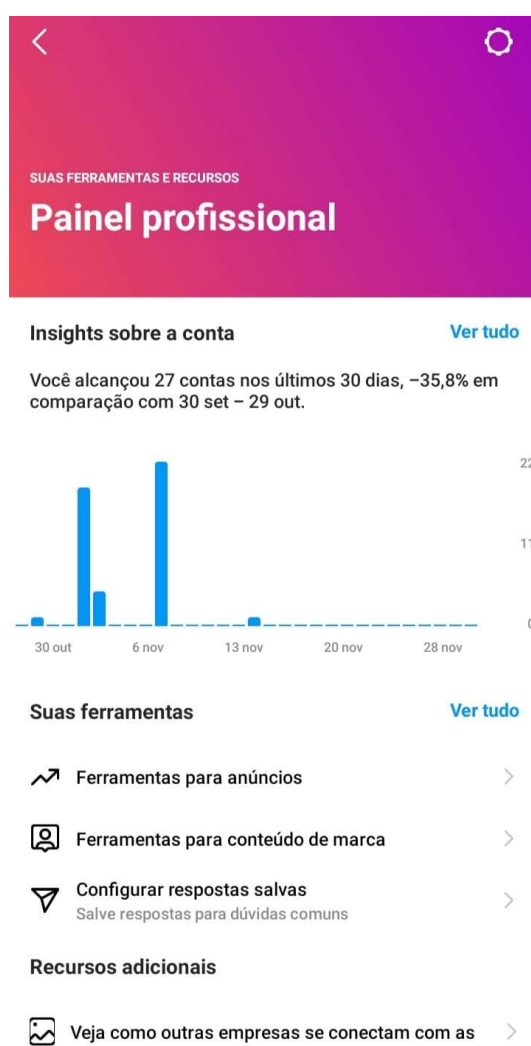 SUAS FERRAMENTAS E RECURSOS
Painel profissional
Insights sobre a conta
Ver tudo
Você alcançou 27 contas nos últimos 30 dias, −35,8% em
comparação com 30 set – 29 out.
22
11
0
30 out 6 nov 13 nov 20 nov 28 nov
Suas ferramentas
Ver tudo
Ferramentas para anúncios
Ferramentas para conteúdo de marca
Configurar respostas salvas
Salve respostas para dúvidas comuns
Recursos adicionais
Veja como outras empresas se conectam com as